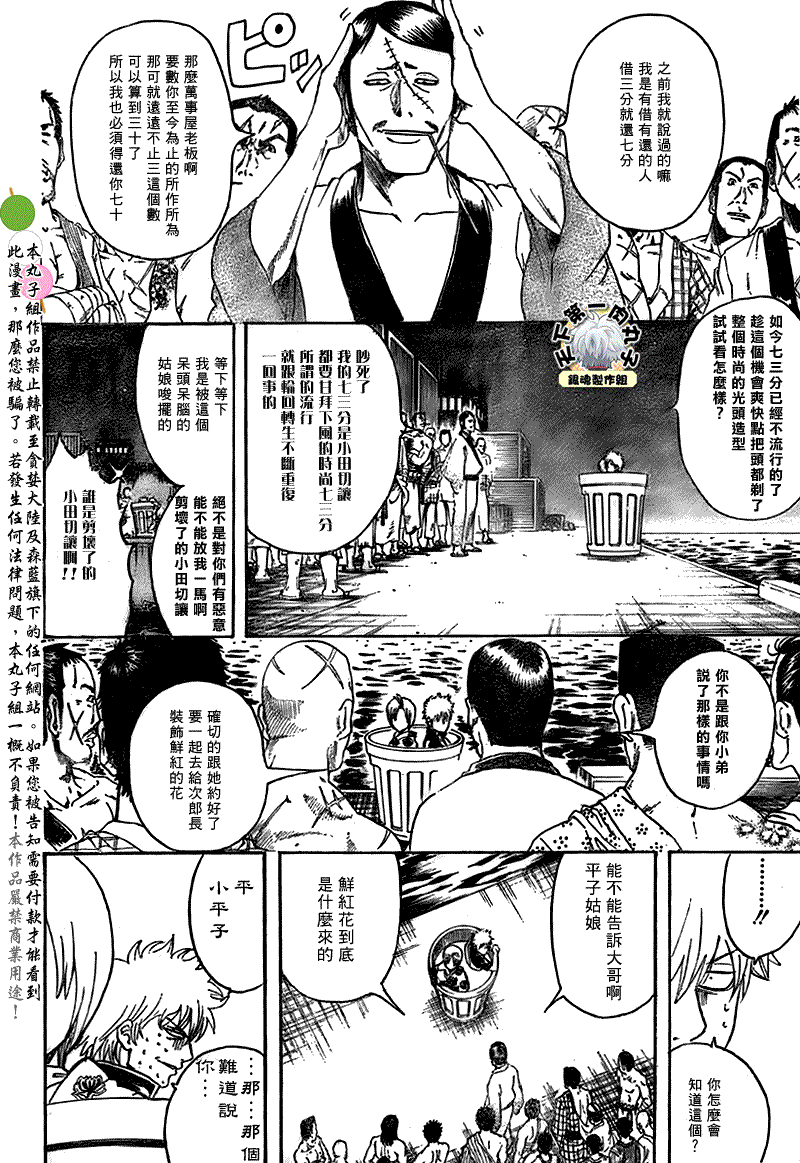 之前我就說過的嘛
我是有借有還的人
借三分就還七分
ピッ
那麼萬事屋老板啊
要數你至今為止的所作所為
那可就遠遠不止三這個數
可以算到三十了
所以我也必須得還你七十
如今七三分已經不流行的了
趁這個機會爽快點把頭都剃了
整個時尚的光頭造型
試試看怎麼樣？
天下第一白丸子
銀魂製作組
吵死了
我的七三分是小田切讓
都要甘拜下風的時尚七三分
所謂的流行
就跟輪回轉生不斷重復
一回事的
等下等下
我是被這個
呆頭呆腦的
姑娘唆擺的
絕不是對你們有惡意
能不能放我一馬啊
剪壞了的小田切讓
誰是剪壞了的
小田切讓啊!!
你不是跟你小弟
說了那樣的事情嗎
確切的跟她約好了
要一起去給次郎長
裝飾鮮紅的花
……!!
你怎麼會
知道這個?
能不能告訴大哥啊
平子姑娘
鮮紅花到底
是什麼來的
平
小平子
…那…那個
難道說
你…
本丸子組作品禁止轉載至貪婪大陸及森藍旗下的任何網站。如果您被告知需要付款才能看到
此漫畫，那麼您被騙了。若發生任何法律問題，本丸子組一概不負責！本作品嚴禁商業用途！